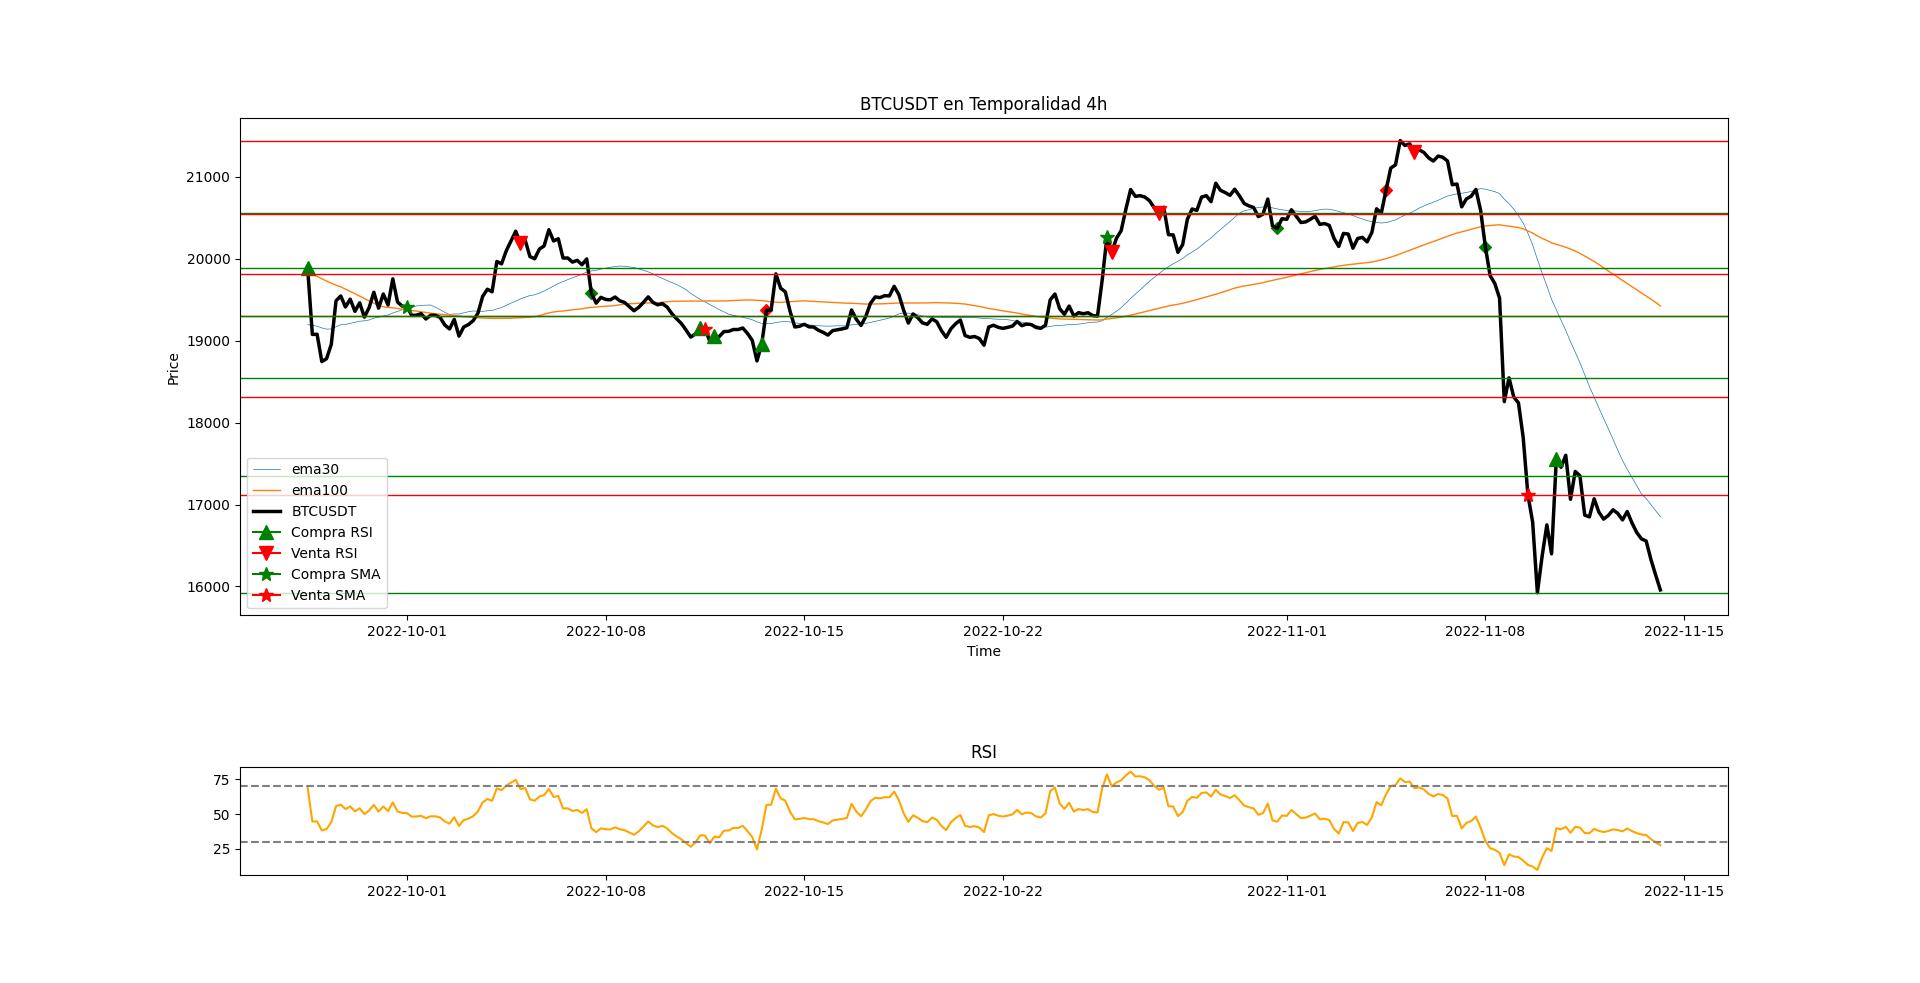 BTCUSDT en Temporalidad 4h
21000
20000
19000
18000
17000
16000
Price
ema30
ema100
BTCUSDT
Compra RSI
Venta RSI
Compra SMA
Venta SMA
2022-10-01 2022-10-08 2022-10-15 2022-10-22 2022-11-01 2022-11-08 2022-11-15
Time
RSI
75
50
25
2022-10-01 2022-10-08 2022-10-15 2022-10-22 2022-11-01 2022-11-08 2022-11-15